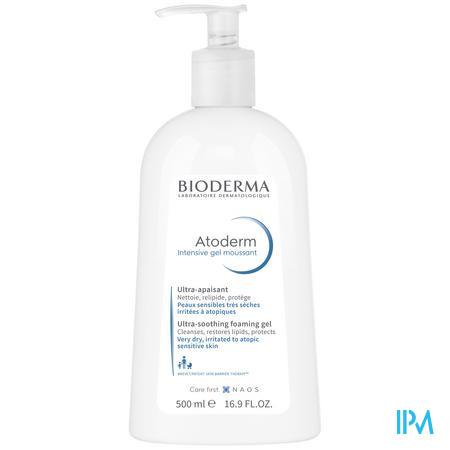 BIODERMA
LABORATOIRE DERMATOLOGIQUE
Atoderm
Intensive gel moussant
Ultra-apaisant
Nettoie, relipide, protège
Peaux sensibles très sèches
irritées à atopiques
Ultra-soothing foaming gel
Cleanses, restores lipids, protects
Very dry, irritated to atopic
sensitive skin
Care first. NAOS
500 ml ℮ 16.9 FL.OZ.
IPM